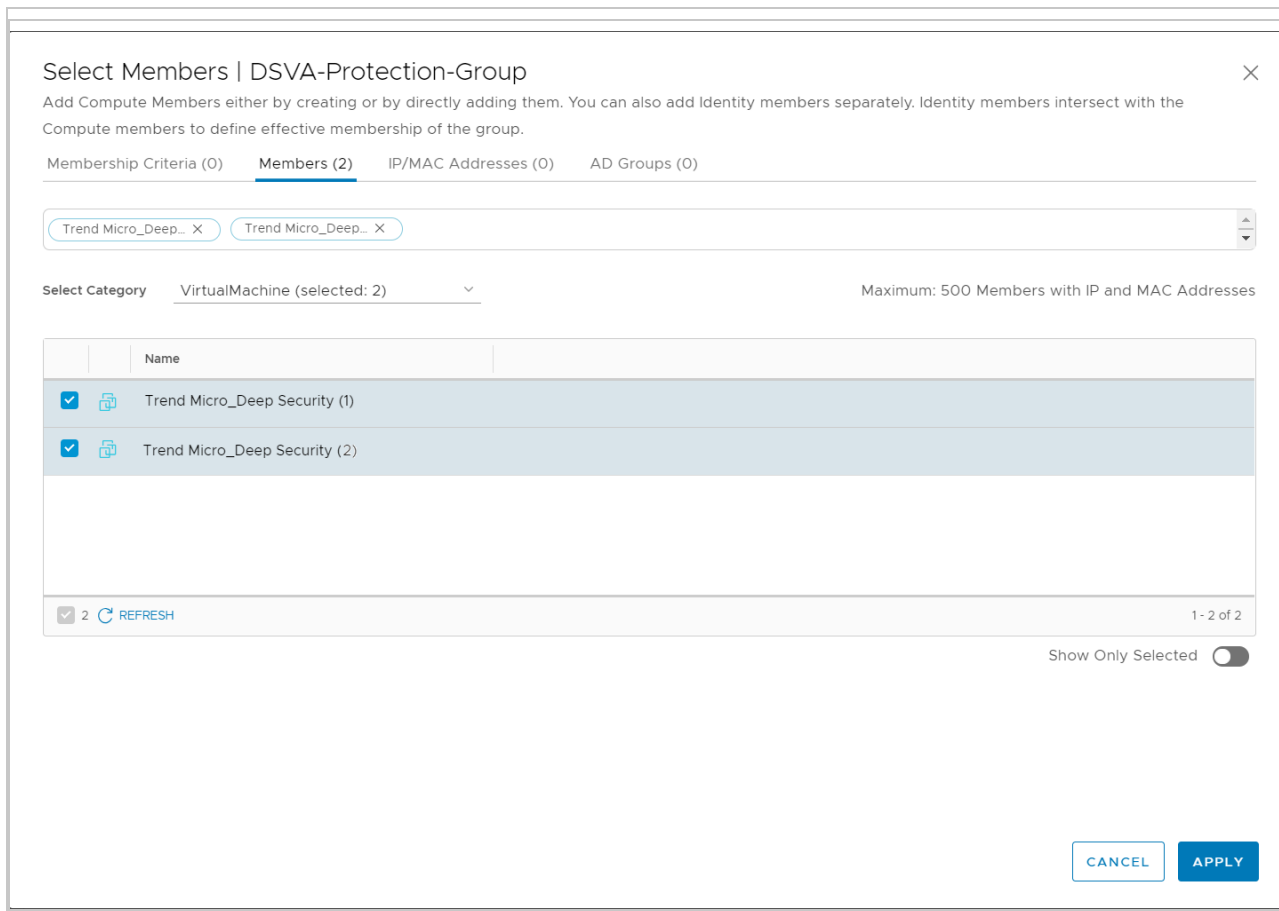 Select Members | DSVA-Protection-Group
Add Compute Members either by creating or by directly adding them. You can also add Identity members separately. Identity members intersect with the
Compute members to define effective membership of the group.
Membership Criteria (0) Members (2) IP/MAC Addresses (0) AD Groups (0)
Trend Micro_Deep... Trend Micro_Deep...
Select Category VirtualMachine (selected: 2) Maximum: 500 Members with IP and MAC Addresses
Name
Trend Micro_Deep Security (1)
Trend Micro_Deep Security (2)
2 REFRESH 1 - 2 of 2
Show Only Selected
CANCEL APPLY